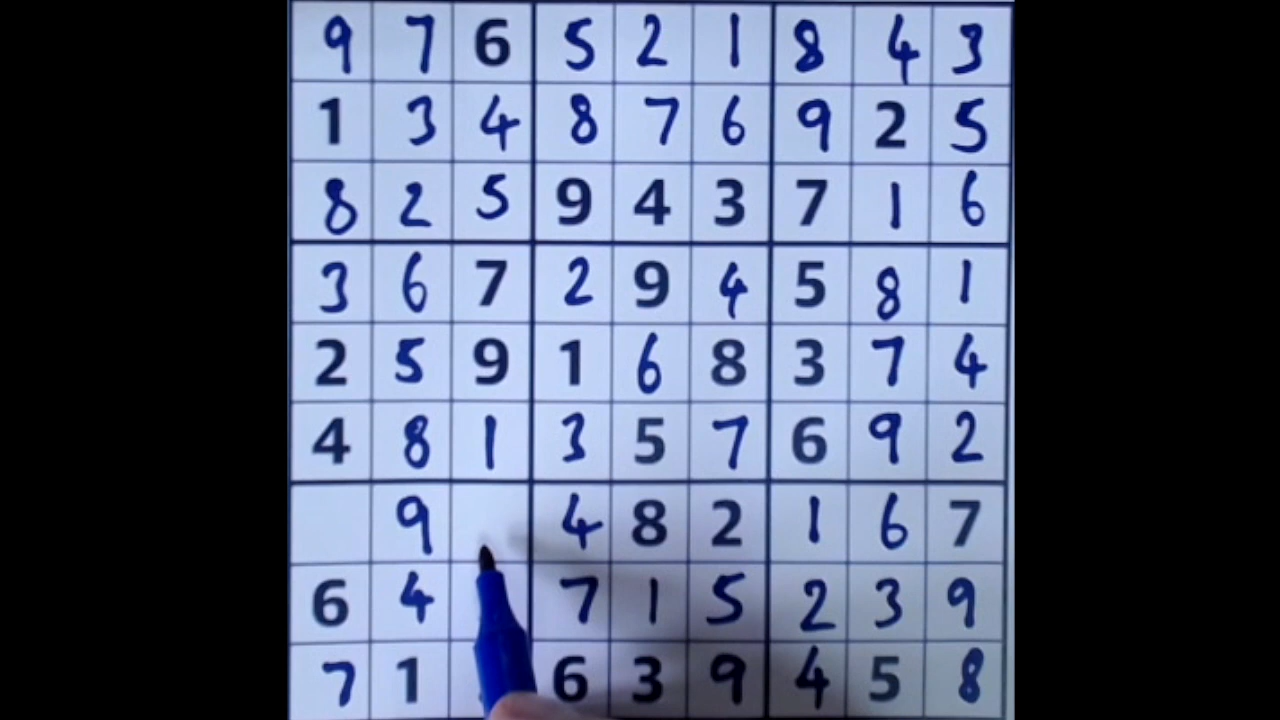 9 7 6 5 2 1 8 4 3
1 3 4 8 7 6 9 2 5
8 2 5 9 4 3 7 1 6
3 6 7 2 9 4 5 8 1
2 5 9 1 6 8 3 7 4
4 8 1 3 5 7 6 9 2
9 4 8 2 1 6 7
6 4 7 1 5 2 3 9
7 1 6 3 9 4 5 8